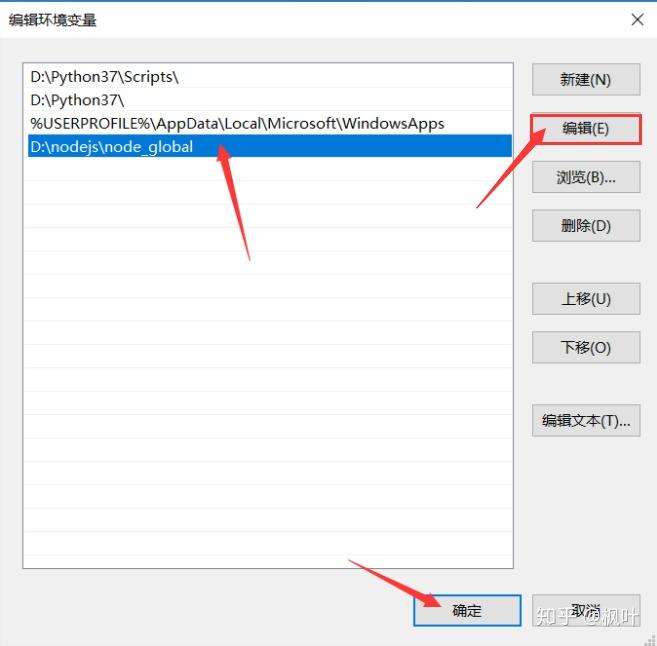 编辑环境变量
D:\Python37\Scripts\
D:\Python37\
%USERPROFILE%\AppData\Local\Microsoft\WindowsApps
D:\nodejs\node_global
新建(N)
编辑(E)
浏览(B)...
删除(D)
上移(U)
下移(O)
编辑文本(T)...
确定
取消
知乎 @枫叶